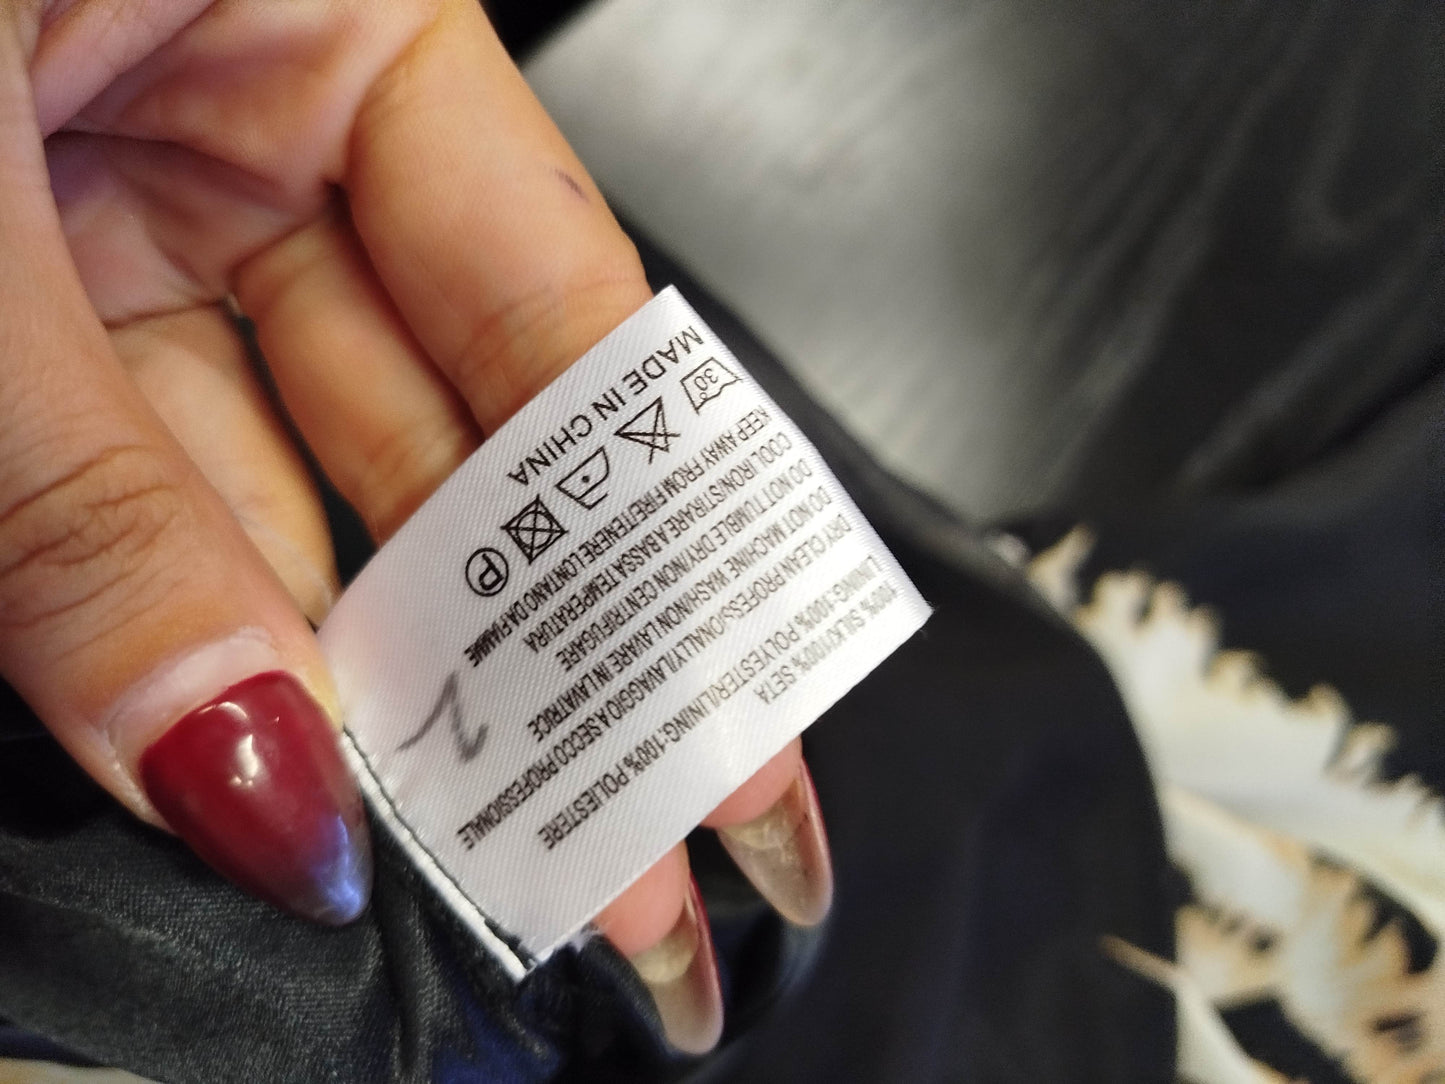 100% SILK/100% SETA
LINING:100% POLYESTER/LINING:100% POLIESTERE
DRY CLEAN PROFESSIONALLY/LAVAGGIO A SECCO PROFESSIONALE
DO NOT MACHINE WASH/NON LAVARE IN LAVATRICE
DO NOT TUMBLE DRY/NON CENTRIFUGARE
COOL IRON/STIRARE A BASSA TEMPERATURA
KEEP AWAY FROM FIRE/TENERE LONTANO DA FIAMME
30° P
MADE IN CHINA